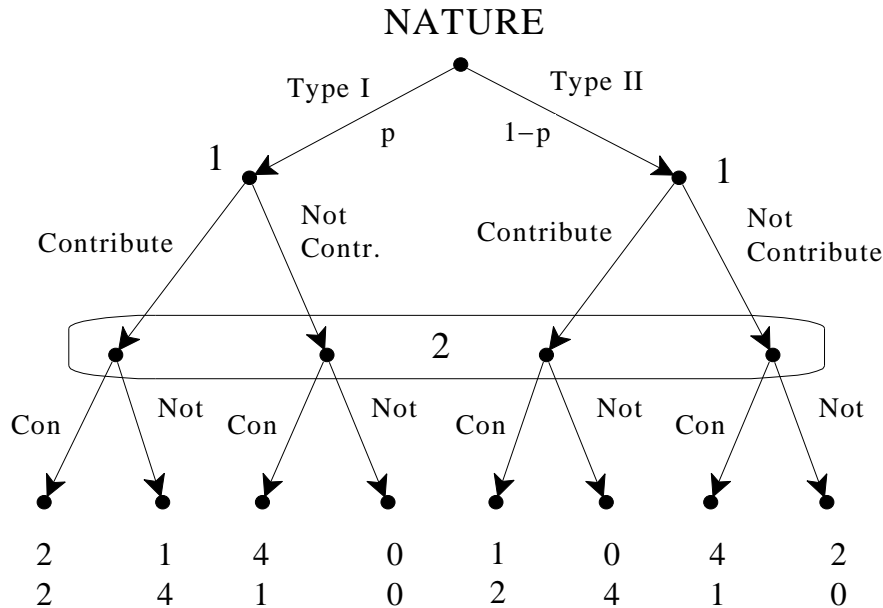 NATURE
Type I
Type II
p
1−p
1
1
Contribute
Not
Contr.
Contribute
Not
Contribute
2
Con
Not
Con
Not
Con
Not
Con
Not
2 1 4 0 1 0 4 2
2 4 1 0 2 4 1 0